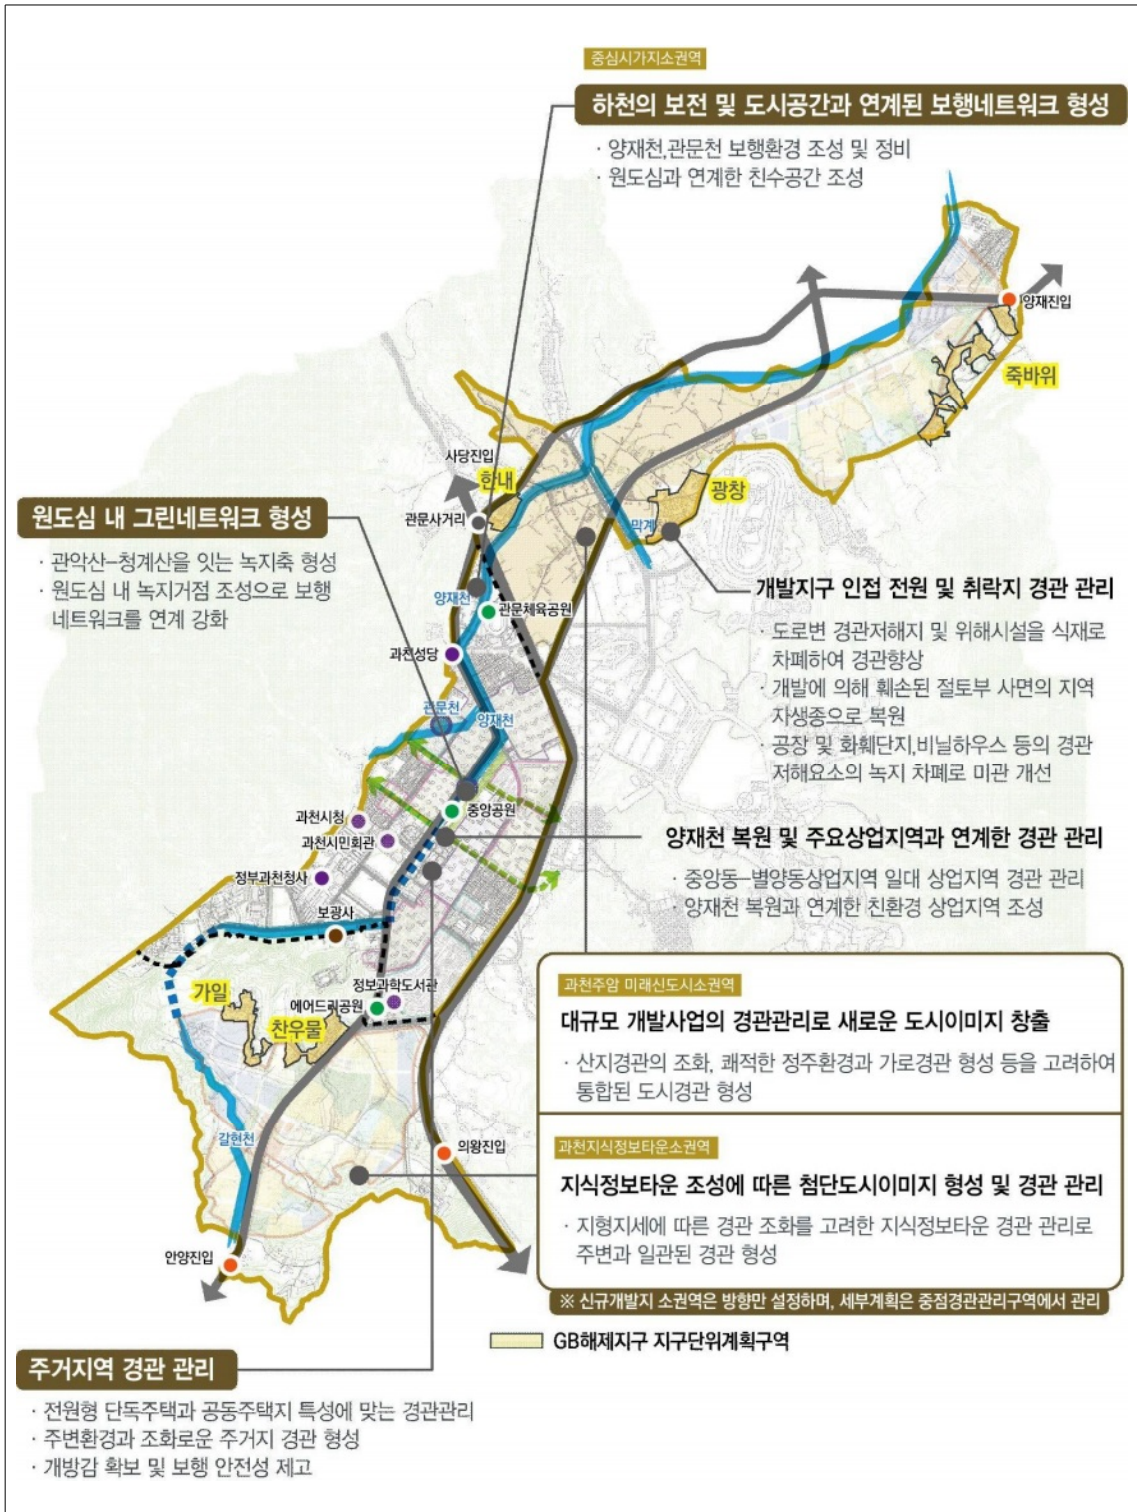 중심시가지소권역
하천의 보전 및 도시공간과 연계된 보행네트워크 형성
· 양재천,관문천 보행환경 조성 및 정비
· 원도심과 연계한 친수공간 조성
양재진입
죽바위
사당진입
한내
광창
관문사거리
막계
원도심 내 그린네트워크 형성
· 관악산–청계산을 잇는 녹지축 형성
· 원도심 내 녹지거점 조성으로 보행
네트워크를 연계 강화
양재천
관문체육공원
과천성당
관문천
양재천
개발지구 인접 전원 및 취락지 경관 관리
· 도로변 경관저해지 및 위해시설을 식재로
차폐하여 경관향상
· 개발에 의해 훼손된 절토부 사면의 지역
자생종으로 복원
· 공장 및 화훼단지,비닐하우스 등의 경관
저해요소의 녹지 차폐로 미관 개선
중앙공원
과천시청
과천시민회관
정부과천청사
보광사
양재천 복원 및 주요상업지역과 연계한 경관 관리
· 중앙동–별양동상업지역 일대 상업지역 경관 관리
· 양재천 복원과 연계한 친환경 상업지역 조성
가일
찬우물
에어드리공원
정보과학도서관
갈현천
의왕진입
안양진입
과천주암 미래신도시소권역
대규모 개발사업의 경관관리로 새로운 도시이미지 창출
· 산지경관의 조화, 쾌적한 정주환경과 가로경관 형성 등을 고려하여
통합된 도시경관 형성
과천지식정보타운소권역
지식정보타운 조성에 따른 첨단도시이미지 형성 및 경관 관리
· 지형지세에 따른 경관 조화를 고려한 지식정보타운 경관 관리로
주변과 일관된 경관 형성
※ 신규개발지 소권역은 방향만 설정하며, 세부계획은 중점경관관리구역에서 관리
GB해제지구 지구단위계획구역
주거지역 경관 관리
· 전원형 단독주택과 공동주택지 특성에 맞는 경관관리
· 주변환경과 조화로운 주거지 경관 형성
· 개방감 확보 및 보행 안전성 제고